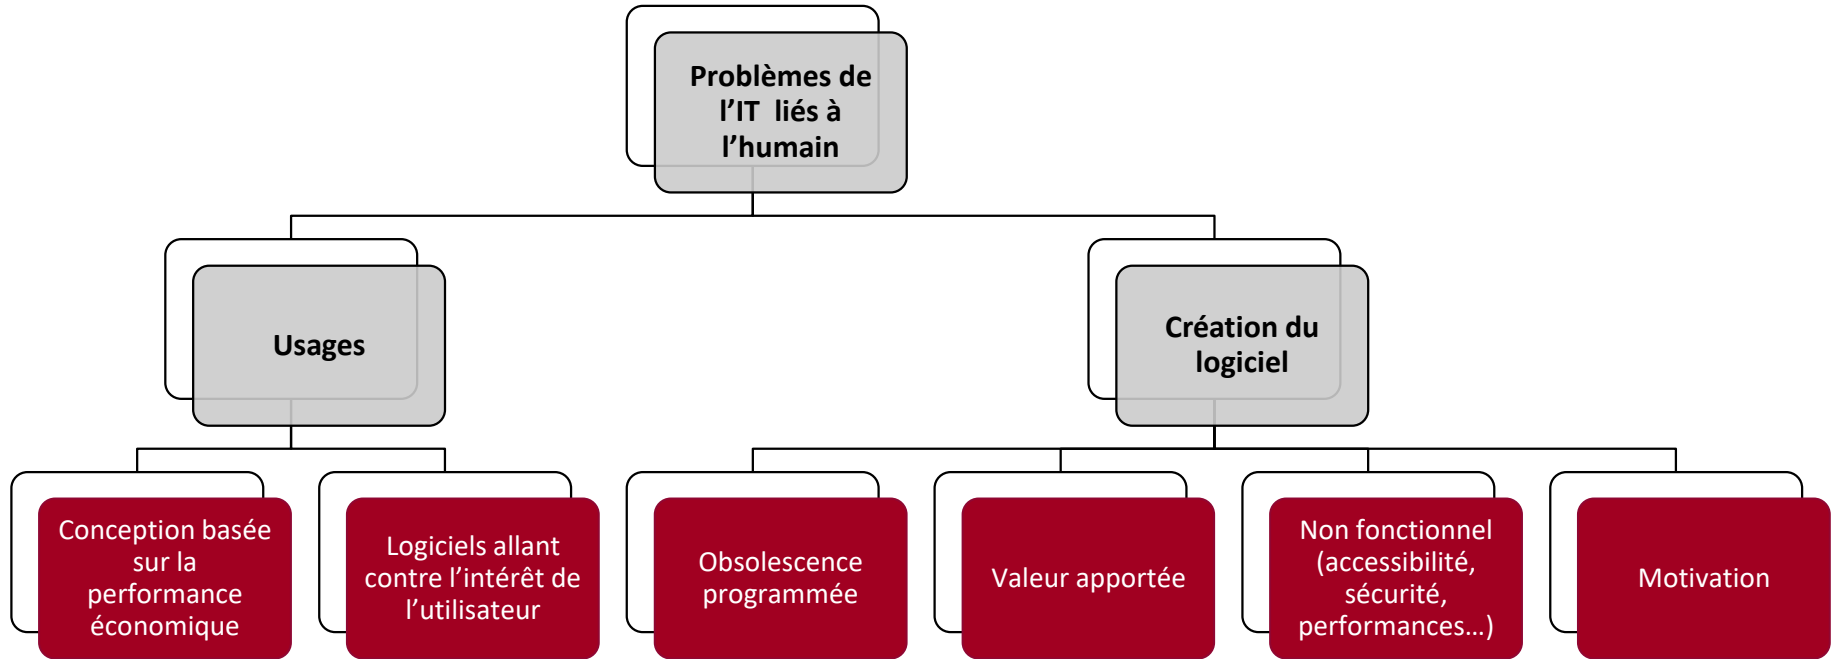 Problèmes de
l’IT  liés à
l’humain
Usages
Création du
logiciel
Conception basée
sur la
performance
économique
Logiciels allant
contre l’intérêt de
l’utilisateur
Obsolescence
programmée
Valeur apportée
Non fonctionnel
(accessibilité,
sécurité,
performances…)
Motivation